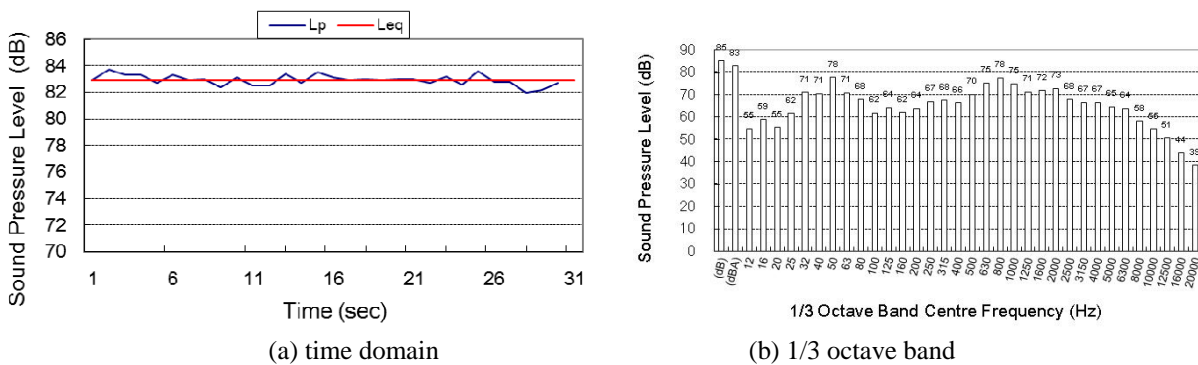 Lp Leq
Sound Pressure Level (dB)
86
84
82
80
78
76
74
72
70
1 6 11 16 21 26 31
Time (sec)
(a) time domain
Sound Pressure Level (dB)
90
80
70
60
50
40
30
20
10
0
85 83 55 59 55 62 71 71 78 71 68 62 64 62 64 67 68 66 70 75 78 75 71 72 73 68 67 67 65 64 58 55 51 44 39
(dB) (dBA) 12 16 20 25 32 40 50 63 80 100 125 160 200 250 315 400 500 630 800 1000 1250 1600 2000 2500 3150 4000 5000 6300 8000 10000 12500 16000 20000
1/3 Octave Band Centre Frequency (Hz)
(b) 1/3 octave band